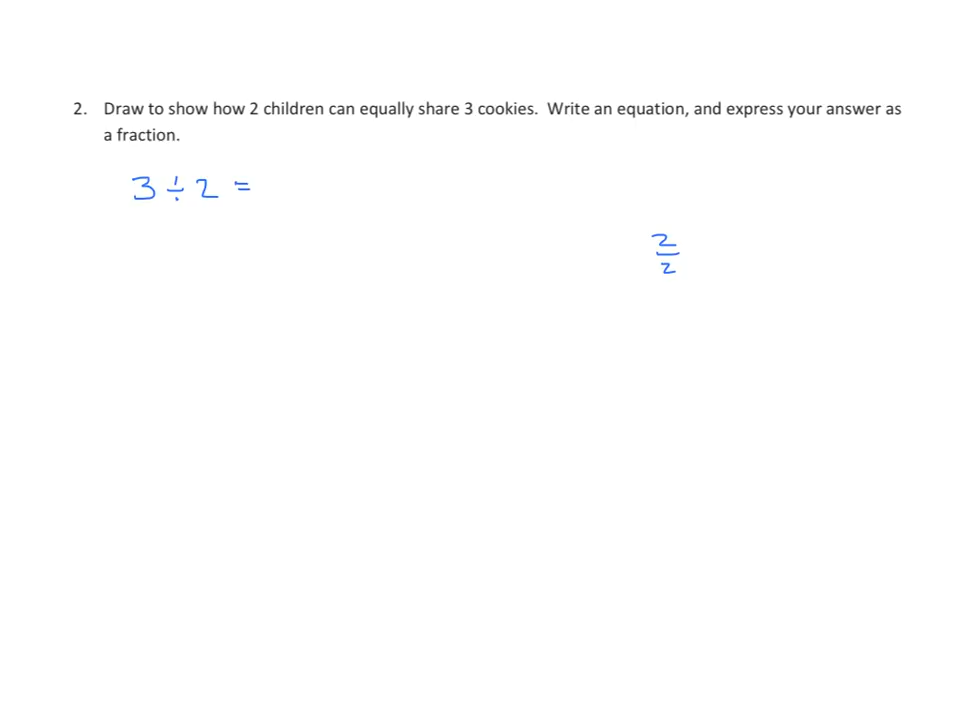 2. Draw to show how 2 children can equally share 3 cookies. Write an equation, and express your answer as
a fraction.
3 ÷ 2 =
2
2